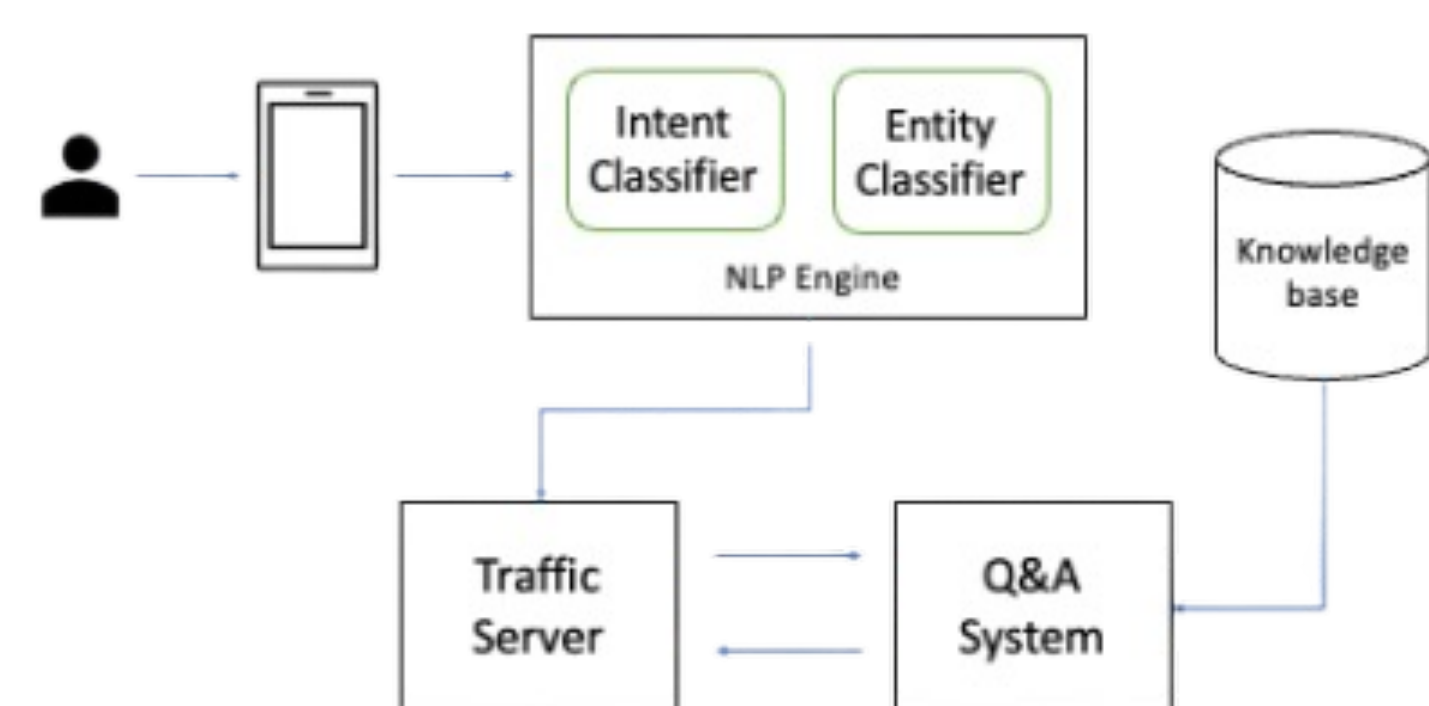 Intent
Classifier
Entity
Classifier
NLP Engine
Knowledge
base
Traffic
Server
Q&A
System